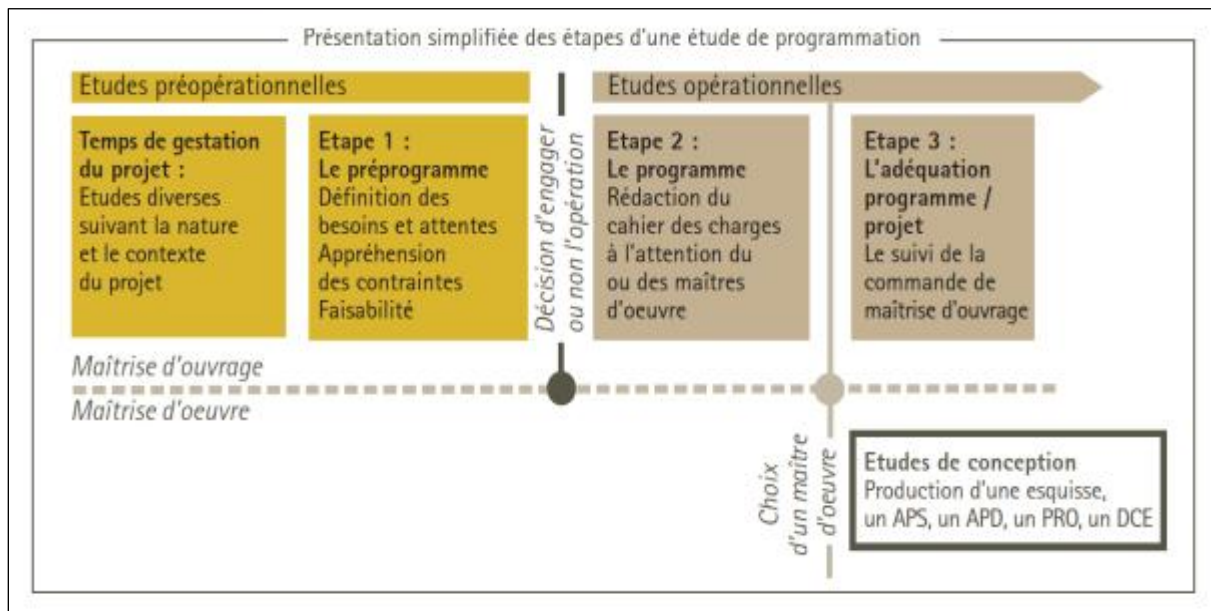 Présentation simplifiée des étapes d'une étude de programmation
Etudes préopérationnelles
Temps de gestation
du projet :
Etudes diverses
suivant la nature
et le contexte
du projet
Etape 1 :
Le préprogramme
Définition des
besoins et attentes
Appréhension
des contraintes
Faisabilité
Décision d'engager
ou non l'opération
Etudes opérationnelles
Etape 2 :
Le programme
Rédaction du
cahier des charges
à l'attention du
ou des maîtres
d'oeuvre
Etape 3 :
L'adéquation
programme /
projet
Le suivi de la
commande de
maîtrise d'ouvrage
Maîtrise d'ouvrage
Maîtrise d'oeuvre
Choix
d'un maître
d'oeuvre
Etudes de conception
Production d'une esquisse,
un APS, un APD, un PRO, un DCE